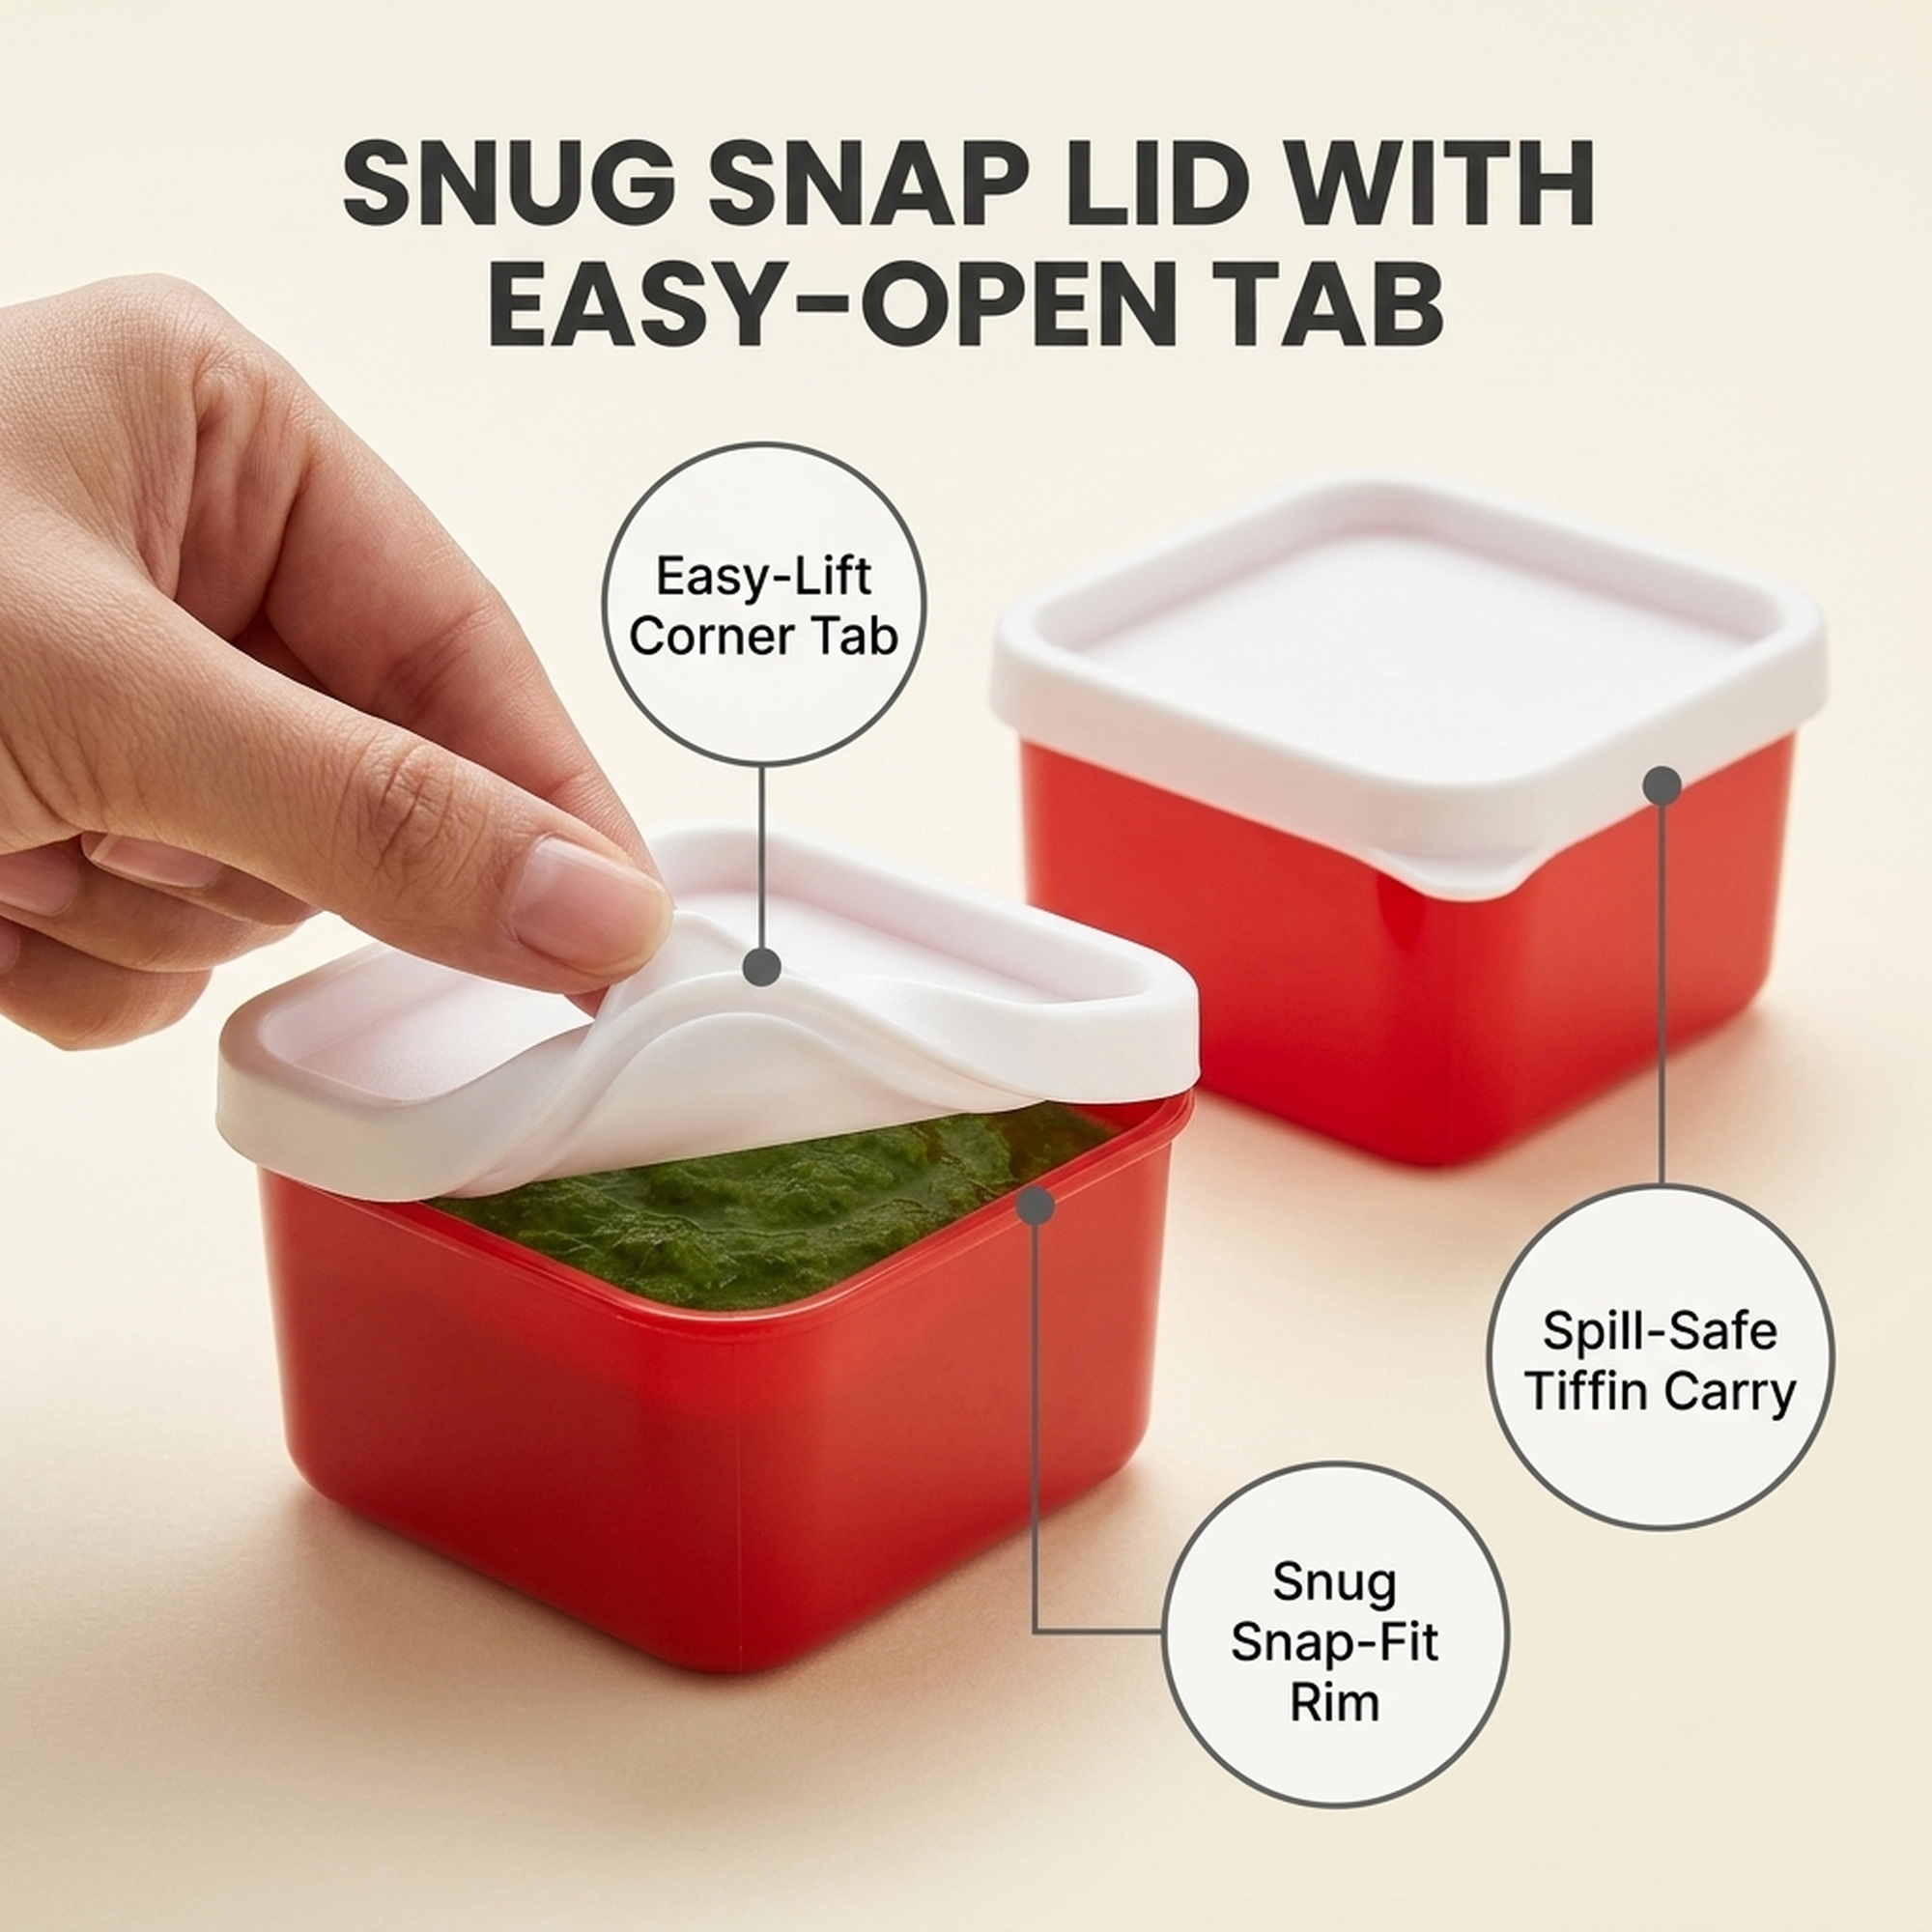 SNUG SNAP LID WITH
EASY-OPEN TAB
Easy-Lift
Corner Tab
Spill-Safe
Tiffin Carry
Snug
Snap-Fit
Rim